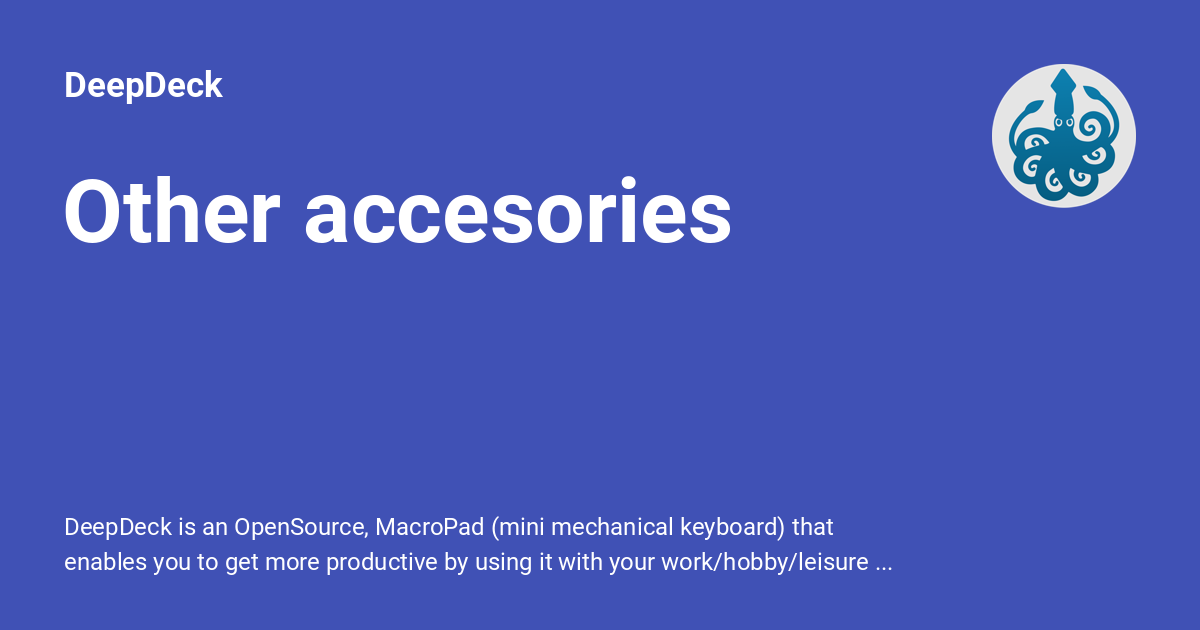 DeepDeck
Other accesories
DeepDeck is an OpenSource, MacroPad (mini mechanical keyboard) that
enables you to get more productive by using it with your work/hobby/leisure ...